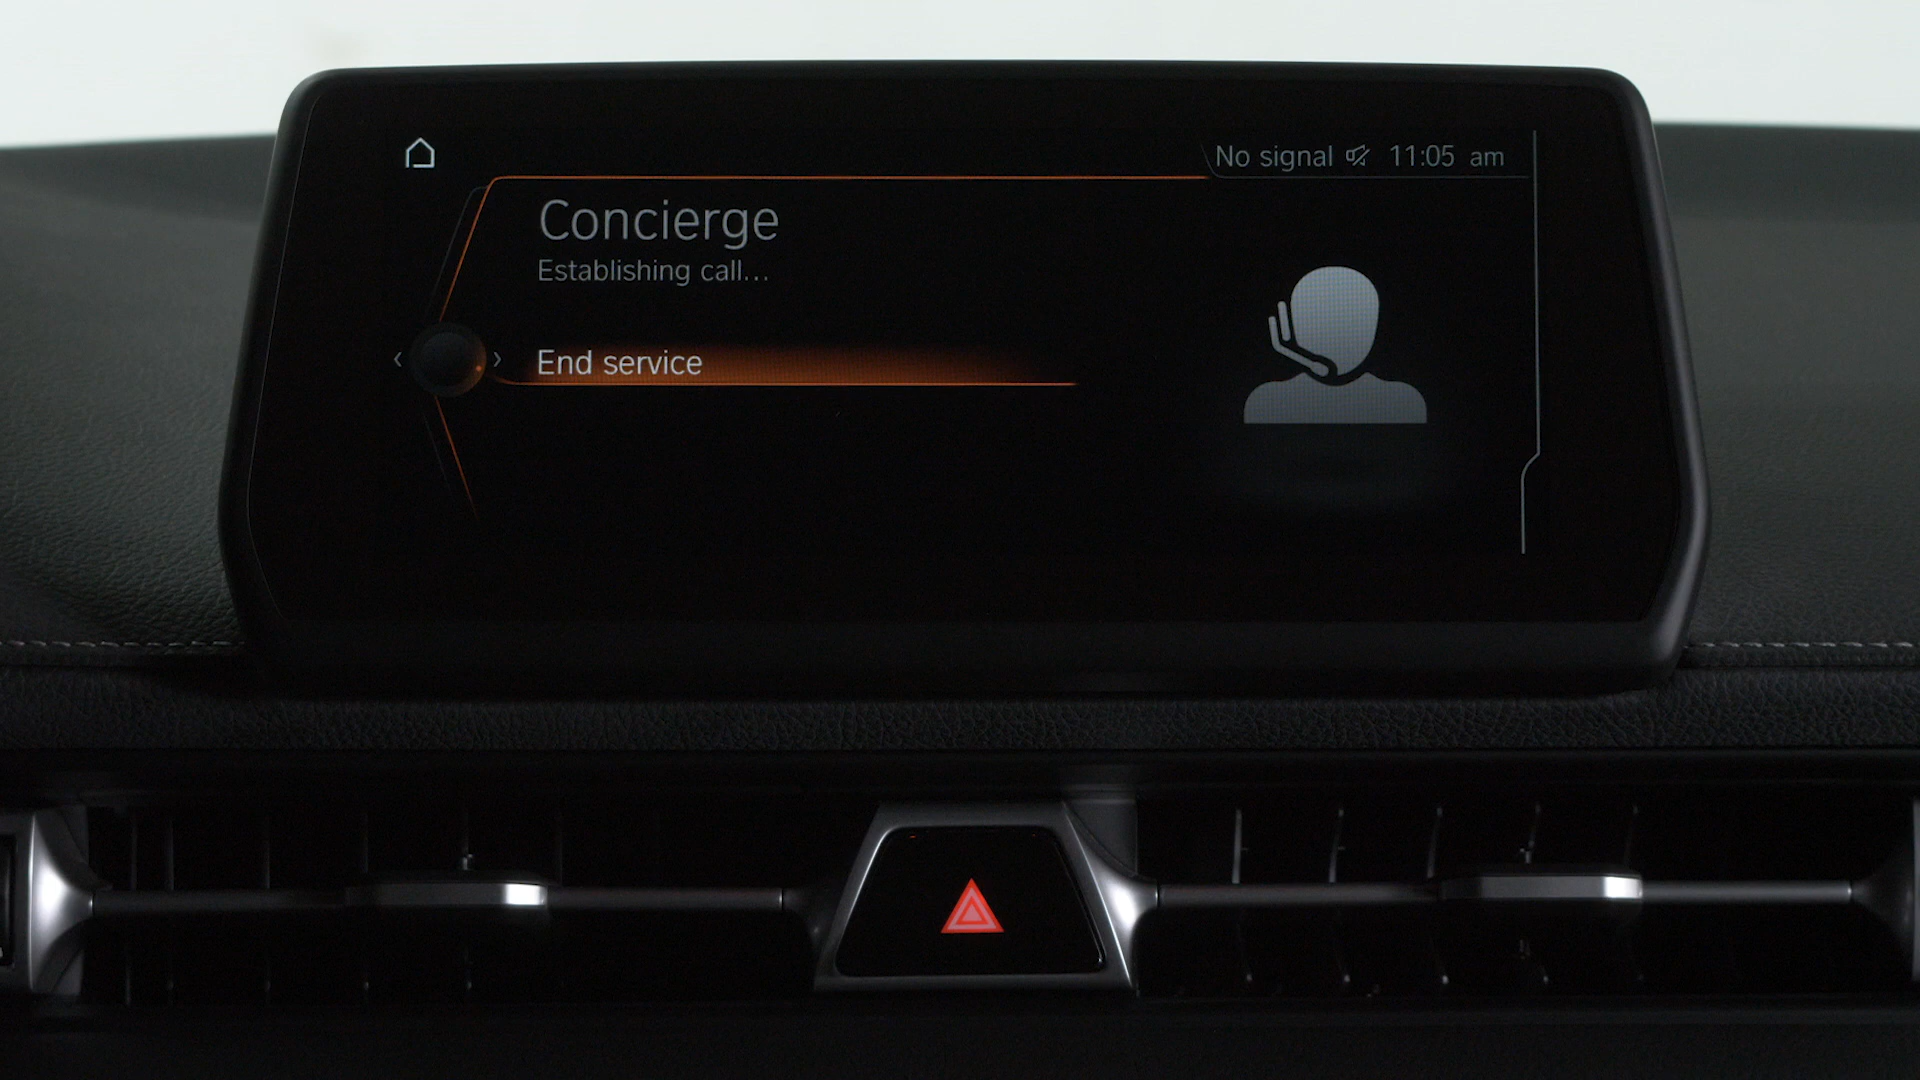 No signal 11:05 am
Concierge
Establishing call...
End service